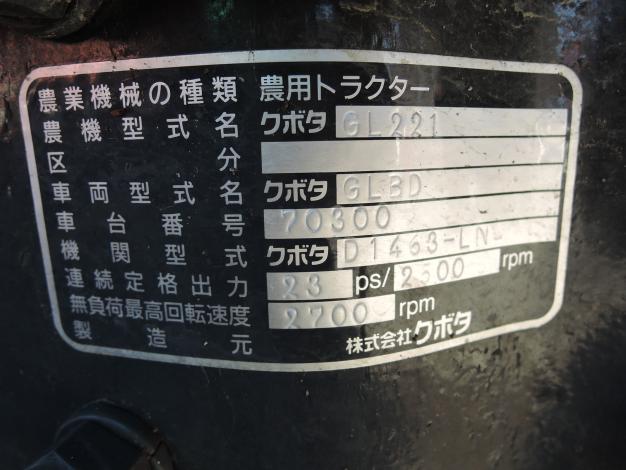 農業機械の種類 農用トラクター
農機型式名 クボタ GL221
区分
車両型式名 クボタ GLBD
車台番号 70300
機関型式 クボタ D1463-LN
連続定格出力 23 ps/2500 rpm
無負荷最高回転速度 2700 rpm
製造元 株式会社クボタ